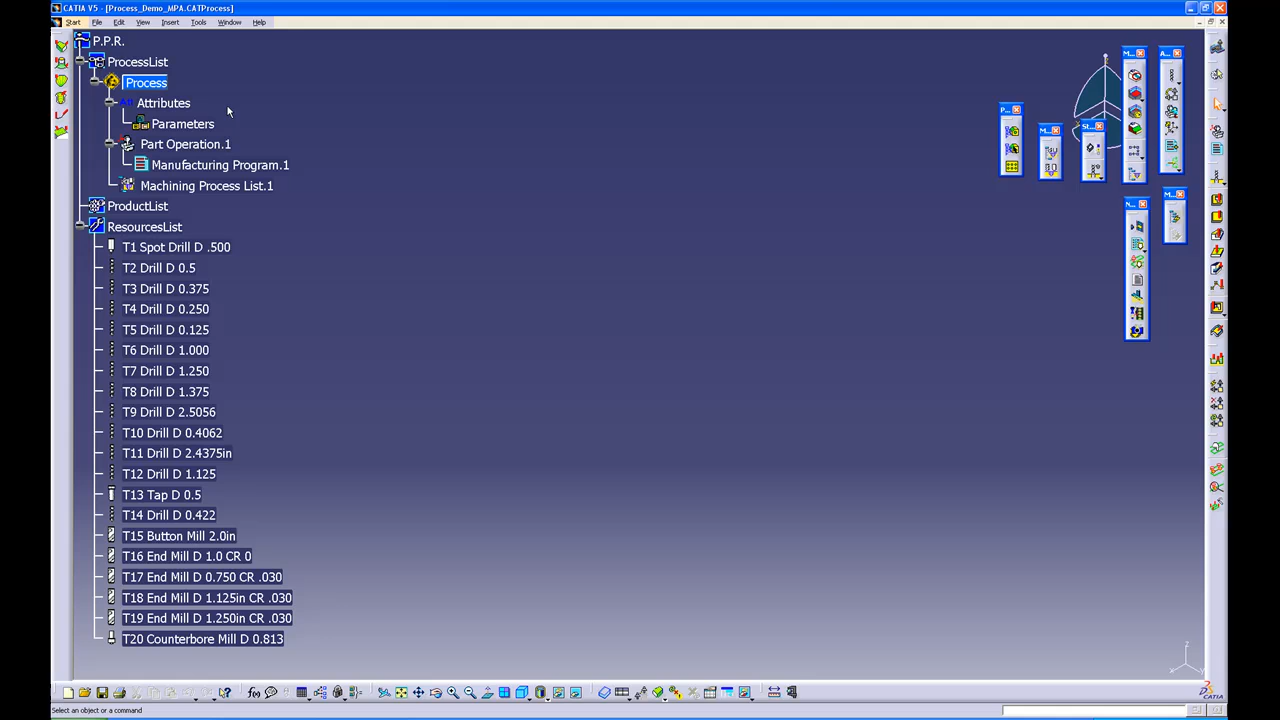 CATIA V5 - [Process_Demo_MPA.CATProcess]
Start File Edit View Insert Tools Window Help
P.P.R.
ProcessList
Process
Attributes
Parameters
Part Operation.1
Manufacturing Program.1
Machining Process List.1
ProductList
ResourcesList
T1 Spot Drill D .500
T2 Drill D 0.5
T3 Drill D 0.375
T4 Drill D 0.250
T5 Drill D 0.125
T6 Drill D 1.000
T7 Drill D 1.250
T8 Drill D 1.375
T9 Drill D 2.5056
T10 Drill D 0.4062
T11 Drill D 2.4375in
T12 Drill D 1.125
T13 Tap D 0.5
T14 Drill D 0.422
T15 Button Mill 2.0in
T16 End Mill D 1.0 CR 0
T17 End Mill D 0.750 CR .030
T18 End Mill D 1.125in CR .030
T19 End Mill D 1.250in CR .030
T20 Counterbore Mill D 0.813
P...
M...
St...
M...
A...
N...
M...
CATIA
Select an object or a command